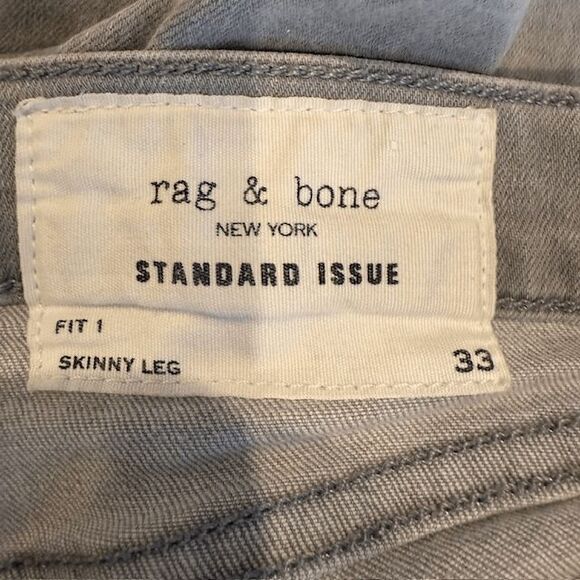 rag & bone
NEW YORK
STANDARD ISSUE
FIT 1
SKINNY LEG
33